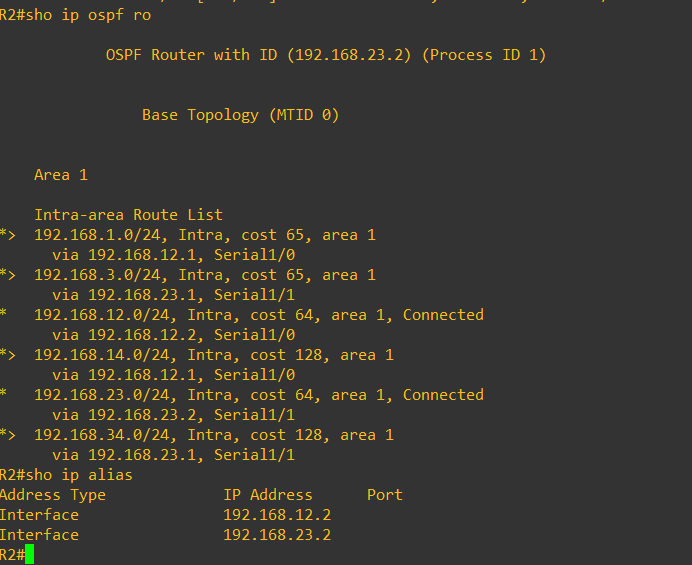 R2#sho ip ospf ro
OSPF Router with ID (192.168.23.2) (Process ID 1)
Base Topology (MTID 0)
Area 1
Intra-area Route List
*> 192.168.1.0/24, Intra, cost 65, area 1
via 192.168.12.1, Serial1/0
*> 192.168.3.0/24, Intra, cost 65, area 1
via 192.168.23.1, Serial1/1
* 192.168.12.0/24, Intra, cost 64, area 1, Connected
via 192.168.12.2, Serial1/0
*> 192.168.14.0/24, Intra, cost 128, area 1
via 192.168.12.1, Serial1/0
* 192.168.23.0/24, Intra, cost 64, area 1, Connected
via 192.168.23.2, Serial1/1
*> 192.168.34.0/24, Intra, cost 128, area 1
via 192.168.23.1, Serial1/1
R2#sho ip alias
Address Type IP Address Port
Interface 192.168.12.2
Interface 192.168.23.2
R2#